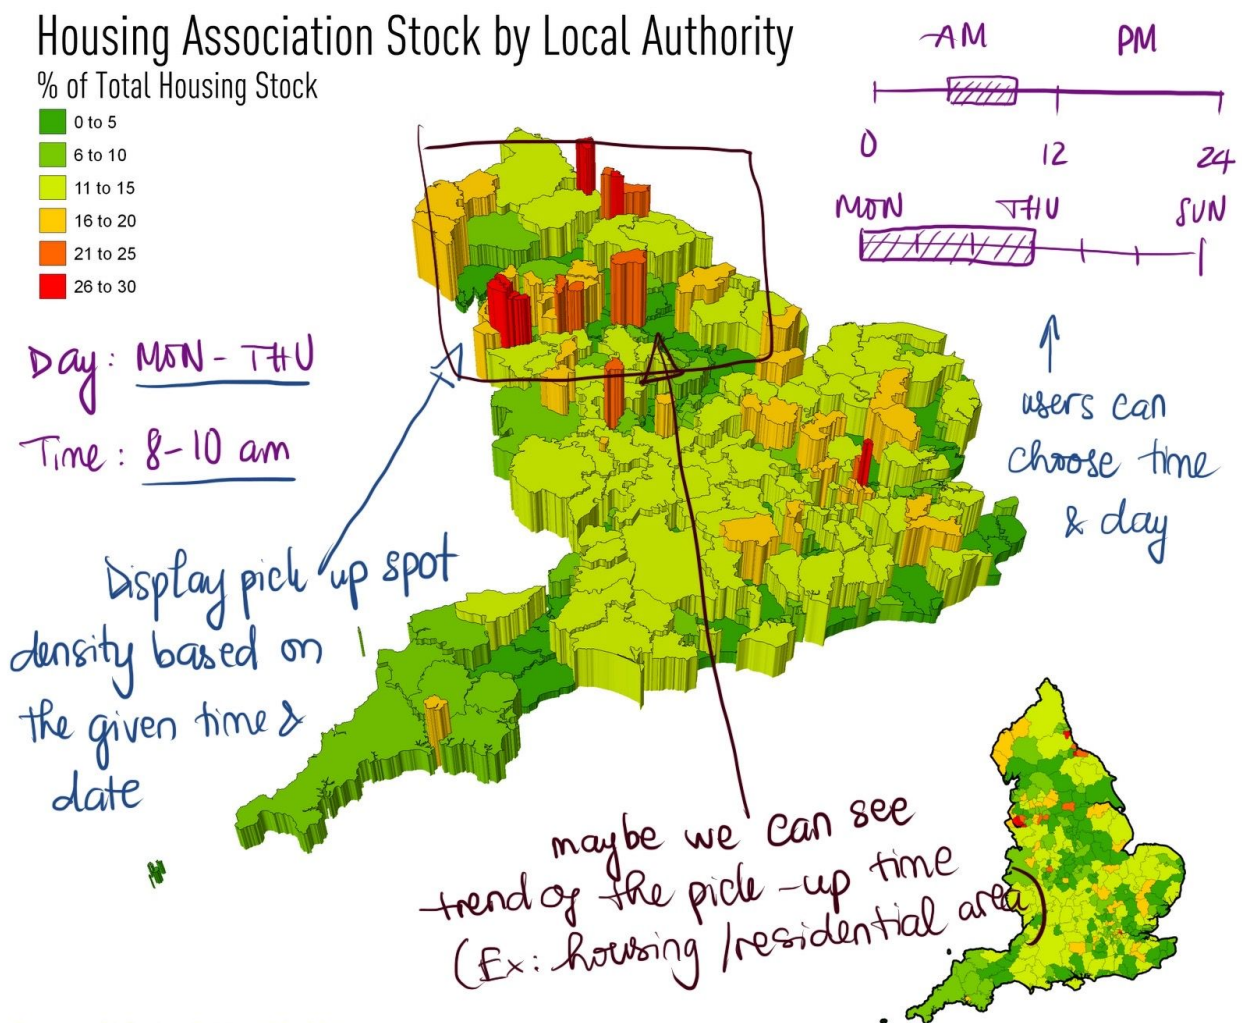 Housing Association Stock by Local Authority
% of Total Housing Stock
0 to 5
6 to 10
11 to 15
16 to 20
21 to 25
26 to 30
AM PM
0 12 24
MON THU SUN
Day: MON - THU
Time: 8-10 am
users can
choose time
& day
Display pick up spot
density based on
the given time &
date
maybe we can see
trend of the pick-up time
(Ex: housing /residential area)